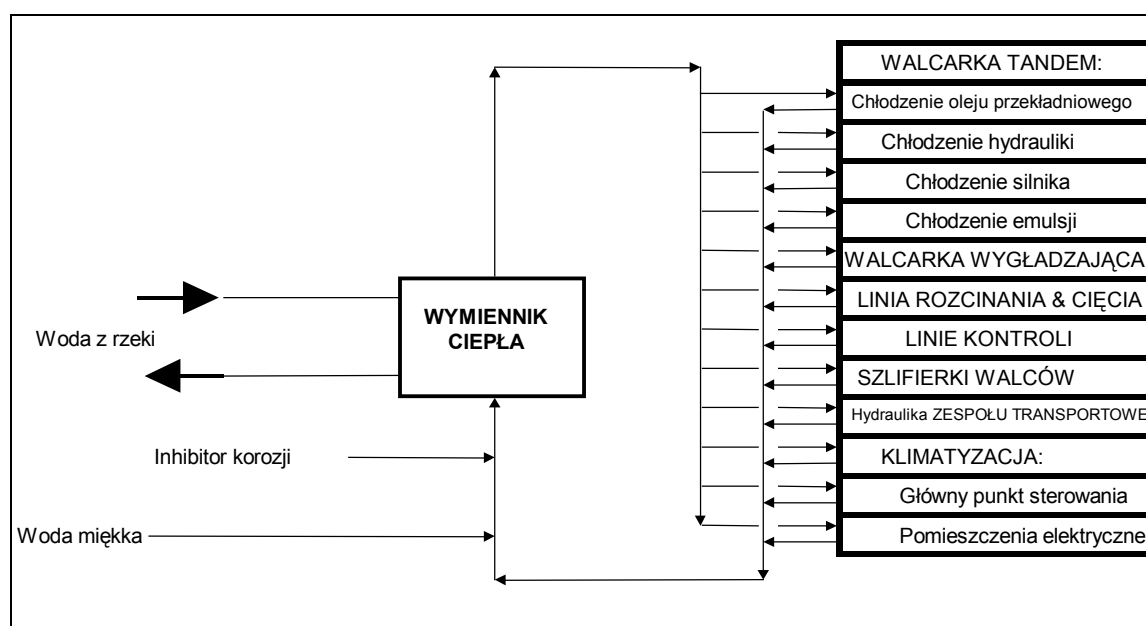 WALCARKA TANDEM:
Chłodzenie oleju przekładniowego
Chłodzenie hydrauliki
Chłodzenie silnika
Chłodzenie emulsji
WALCARKA WYGŁADZAJĄCA
LINIA ROZCINANIA & CIĘCIA
LINIE KONTROLI
SZLIFIERKI WALCÓW
Hydraulika ZESPOŁU TRANSPORTOWE
KLIMATYZACJA:
Główny punkt sterowania
Pomieszczenia elektryczne
WYMIENNIK
CIEPŁA
Woda z rzeki
Inhibitor korozji
Woda miękka